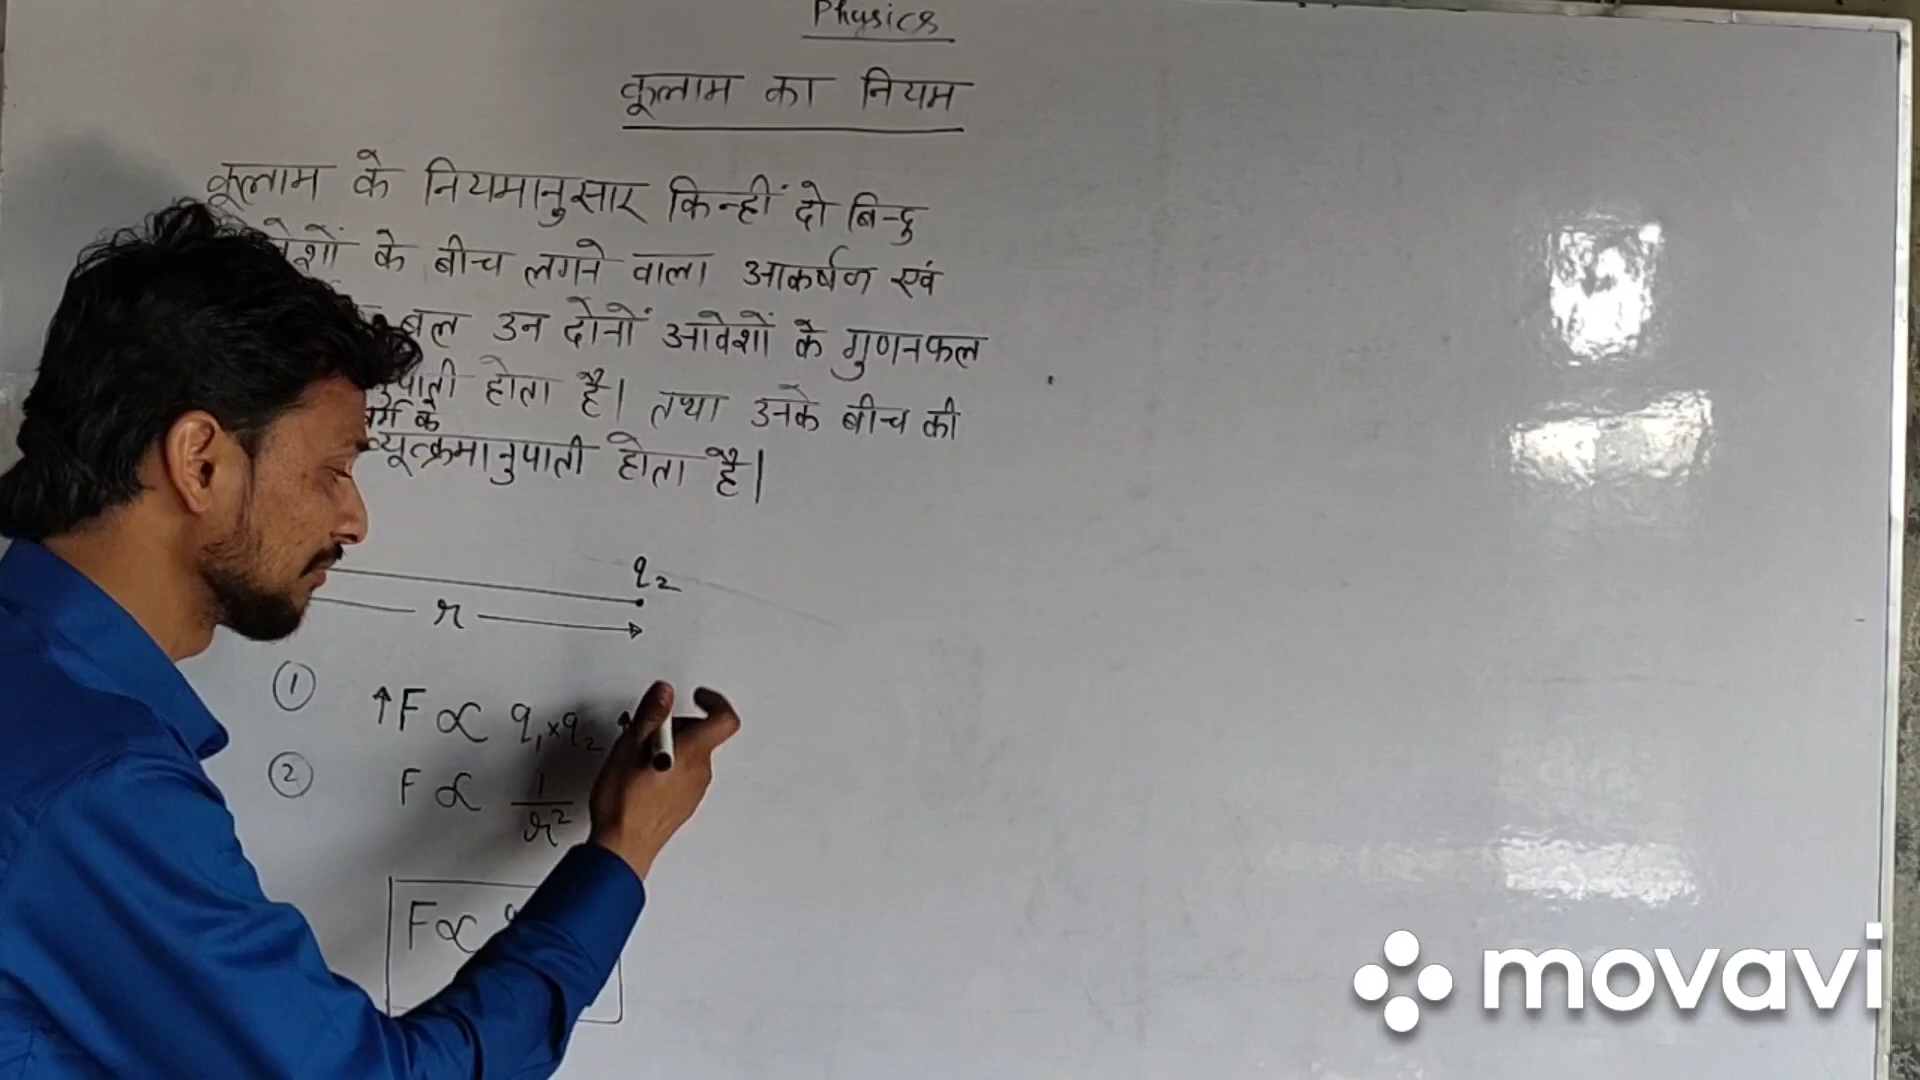 Physics
कूलाम का नियम
कूलाम के नियमानुसार किन्हीं दो बिन्दु
के बीच लगने वाला आकर्षण एवं
बल उन दोनों आवेशों के गुणनफल
होता है। तथा उनके बीच की
वर्ग के
व्यूत्क्रमानुपाती होता है।
q₂
r
① ↑F ∝ q₁×q₂ ↑
② F ∝ 1/r²
F ∝
movavi